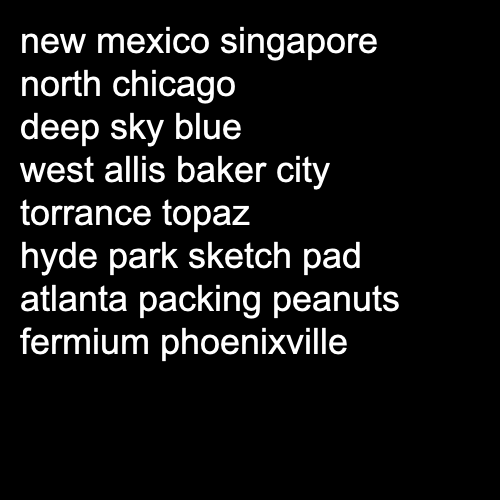 new mexico singapore
north chicago
deep sky blue
west allis baker city
torrance topaz
hyde park sketch pad
atlanta packing peanuts
fermium phoenixville